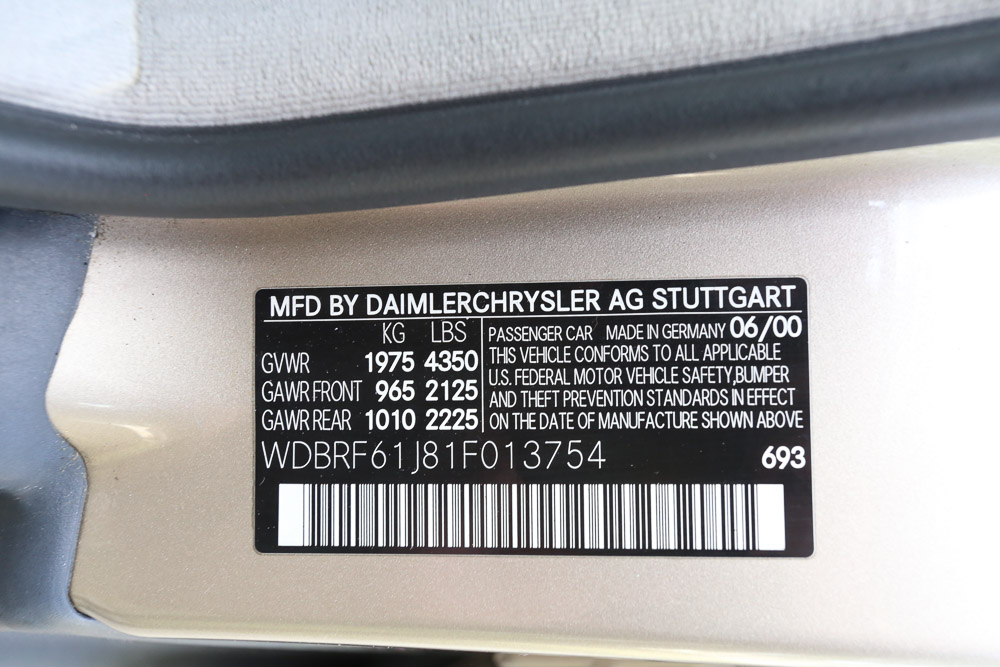 MFD BY DAIMLERCHRYSLER AG STUTTGART
KG LBS
GVWR 1975 4350
GAWR FRONT 965 2125
GAWR REAR 1010 2225
PASSENGER CAR MADE IN GERMANY 06/00
THIS VEHICLE CONFORMS TO ALL APPLICABLE
U.S. FEDERAL MOTOR VEHICLE SAFETY,BUMPER
AND THEFT PREVENTION STANDARDS IN EFFECT
ON THE DATE OF MANUFACTURE SHOWN ABOVE
WDBRF61J81F013754 693